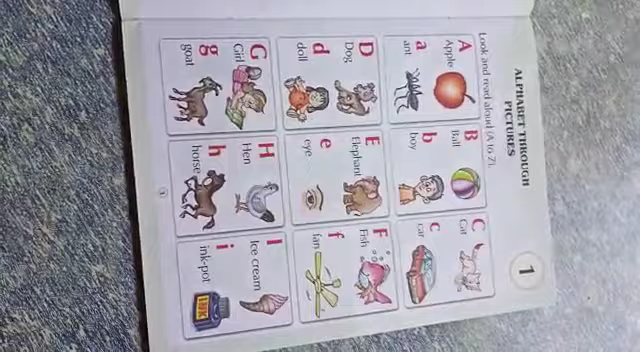 1
ALPHABET THROUGH
PICTURES
Look and read aloud (A to Z).
A
Apple
a
ant
B
Ball
b
boy
C
Cat
c
car
D
Dog
d
doll
E
Elephant
e
eye
F
Fish
f
fan
G
Girl
g
goat
H
Hen
h
horse
I
Ice cream
i
ink-pot
INK